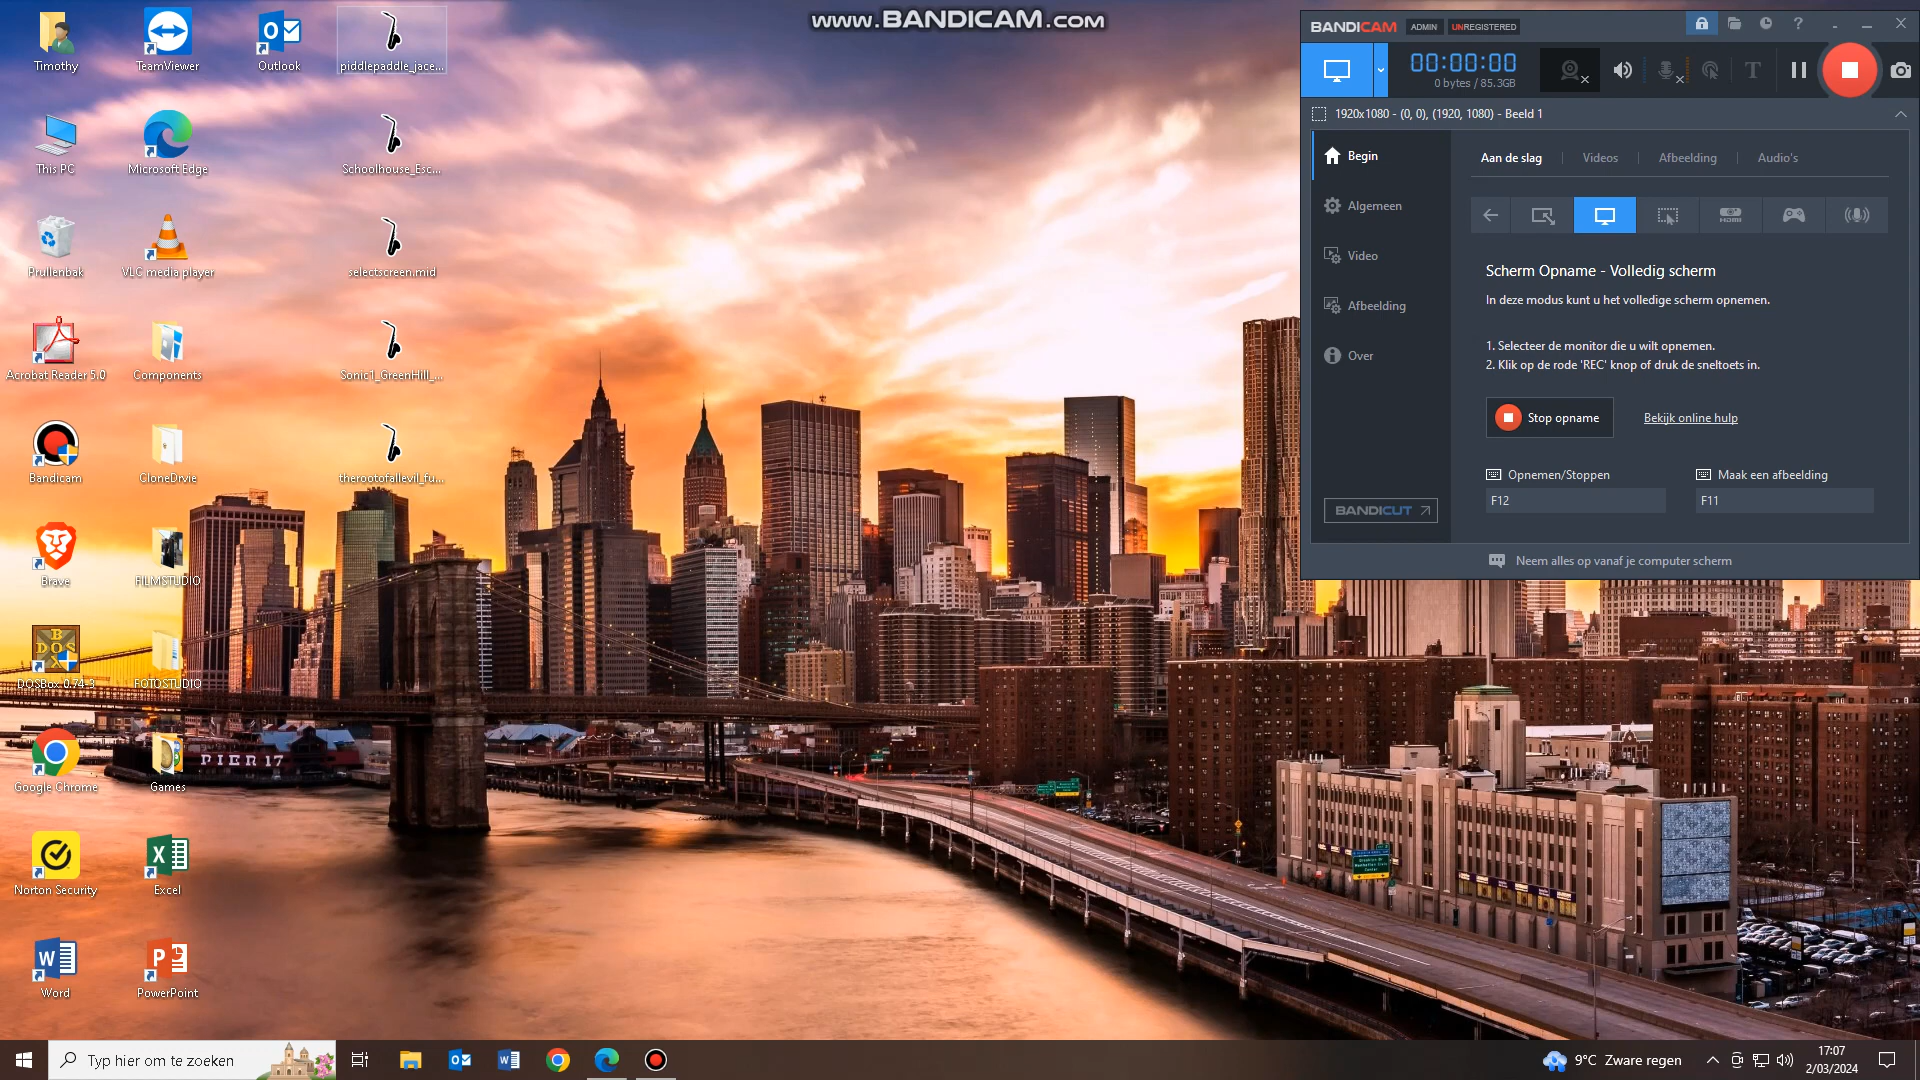 www.BANDICAM.com
Timothy
TeamViewer
Outlook
piddlepaddle_jace...
This PC
Microsoft Edge
Schoolhouse_Esc...
Prullenbak
VLC media player
selectscreen.mid
Acrobat Reader 5.0
Components
Sonic1_GreenHill_...
Bandicam
CloneDrvie
therootofallevil_fu...
Brave
FILMSTUDIO
DOSBox 0.74-3
FOTOSTUDIO
Google Chrome
Games
PIER 17
Norton Security
Excel
Word
PowerPoint
BANDICAM
ADMIN
UNREGISTERED
00:00:00
0 bytes / 85.3GB
1920x1080 - (0, 0), (1920, 1080) - Beeld 1
Begin
Algemeen
Video
Afbeelding
Over
BANDICUT
Aan de slag
Videos
Afbeelding
Audio's
HDMI
Scherm Opname - Volledig scherm
In deze modus kunt u het volledige scherm opnemen.
1. Selecteer de monitor die u wilt opnemen.
2. Klik op de rode 'REC' knop of druk de sneltoets in.
Stop opname
Bekijk online hulp
Opnemen/Stoppen
Maak een afbeelding
F12
F11
Neem alles op vanaf je computer scherm
Typ hier om te zoeken
9°C Zware regen
17:07
2/03/2024